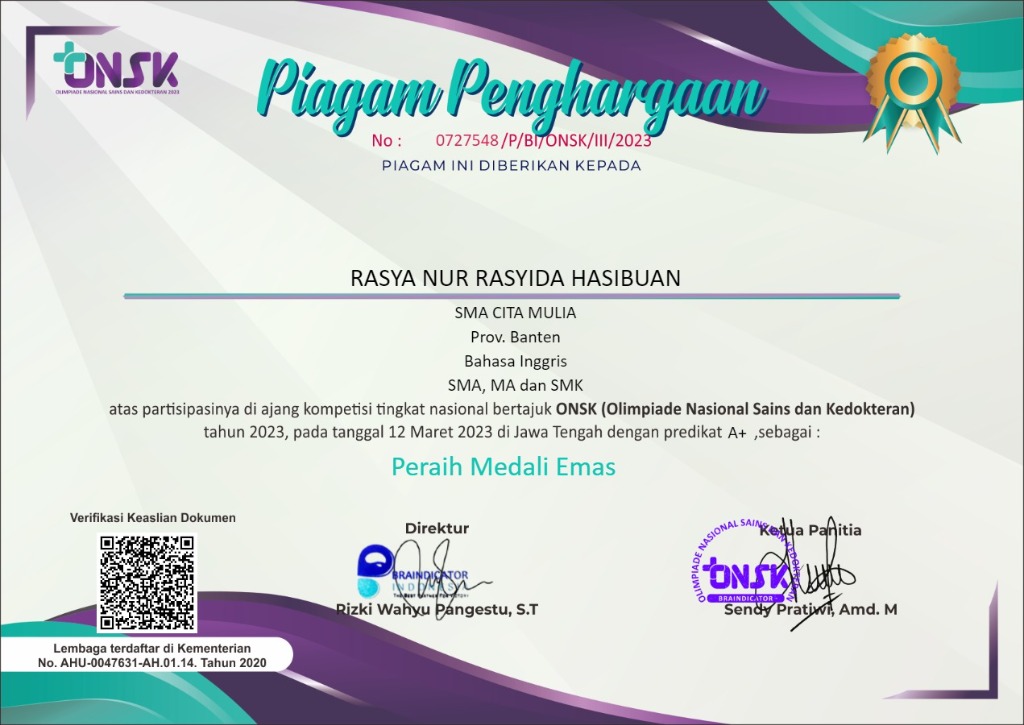 ONSK
OLIMPIADE NASIONAL SAINS DAN KEDOKTERAN 2023
Piagam Penghargaan
No : 0727548/P/BI/ONSK/III/2023
PIAGAM INI DIBERIKAN KEPADA
RASYA NUR RASYIDA HASIBUAN
SMA CITA MULIA
Prov. Banten
Bahasa Inggris
SMA, MA dan SMK
atas partisipasinya di ajang kompetisi tingkat nasional bertajuk ONSK (Olimpiade Nasional Sains dan Kedokteran)
tahun 2023, pada tanggal 12 Maret 2023 di Jawa Tengah dengan predikat A+ ,sebagai :
Peraih Medali Emas
Verifikasi Keaslian Dokumen
Lembaga terdaftar di Kementerian
No. AHU-0047631-AH.01.14. Tahun 2020
Direktur
BRAINDICATOR
INDONESIA
Rizki Wahyu Pangestu, S.T
Ketua Panitia
OLIMPIADE NASIONAL SAINS DAN KEDOKTERAN
ONSK
BRAINDICATOR
Sendy Pratiwi, Amd. M